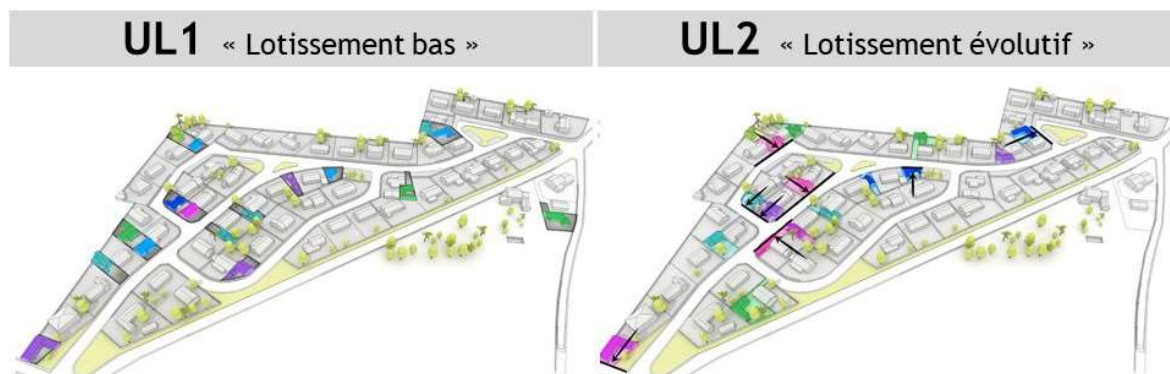 UL1 « Lotissement bas »
UL2 « Lotissement évolutif »